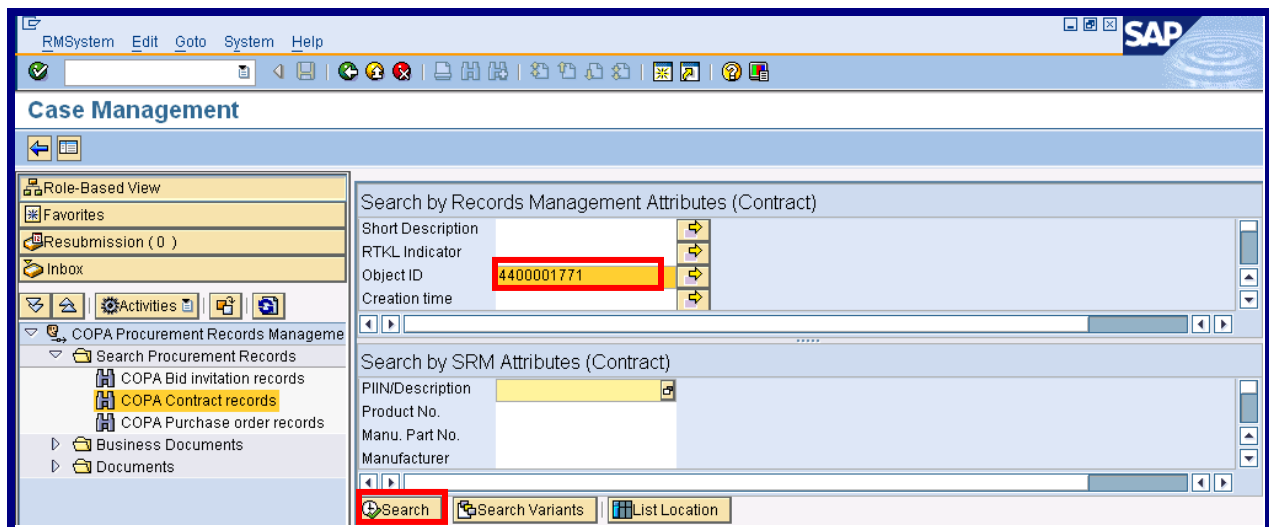 RMSystem Edit Goto System Help
SAP
Case Management
Role-Based View
Favorites
Resubmission ( 0 )
Inbox
Activities
COPA Procurement Records Manageme
Search Procurement Records
COPA Bid invitation records
COPA Contract records
COPA Purchase order records
Business Documents
Documents
Search by Records Management Attributes (Contract)
Short Description
RTKL Indicator
Object ID 4400001771
Creation time
Search by SRM Attributes (Contract)
PIIN/Description
Product No.
Manu. Part No.
Manufacturer
Search Search Variants List Location